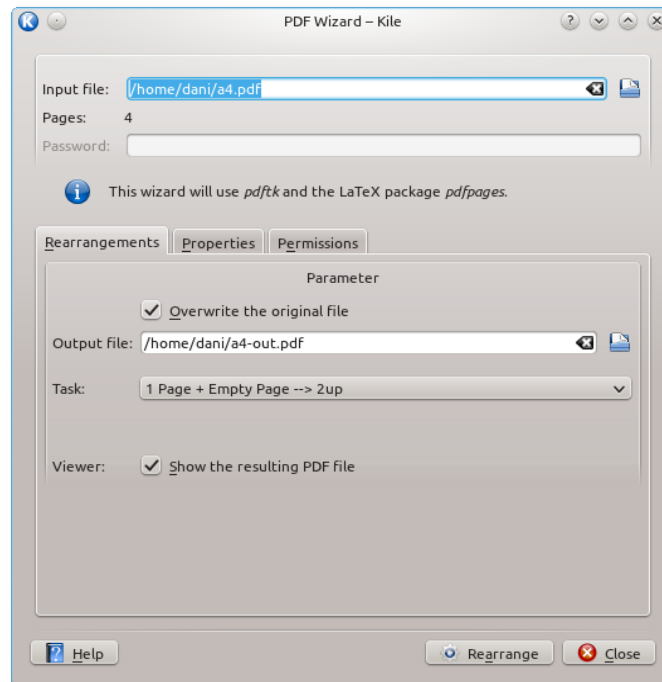 PDF Wizard – Kile
Input file: /home/dani/a4.pdf
Pages: 4
Password:
This wizard will use pdftk and the LaTeX package pdfpages.
Rearrangements Properties Permissions
Parameter
Overwrite the original file
Output file: /home/dani/a4-out.pdf
Task: 1 Page + Empty Page --> 2up
Viewer: Show the resulting PDF file
Help Rearrange Close